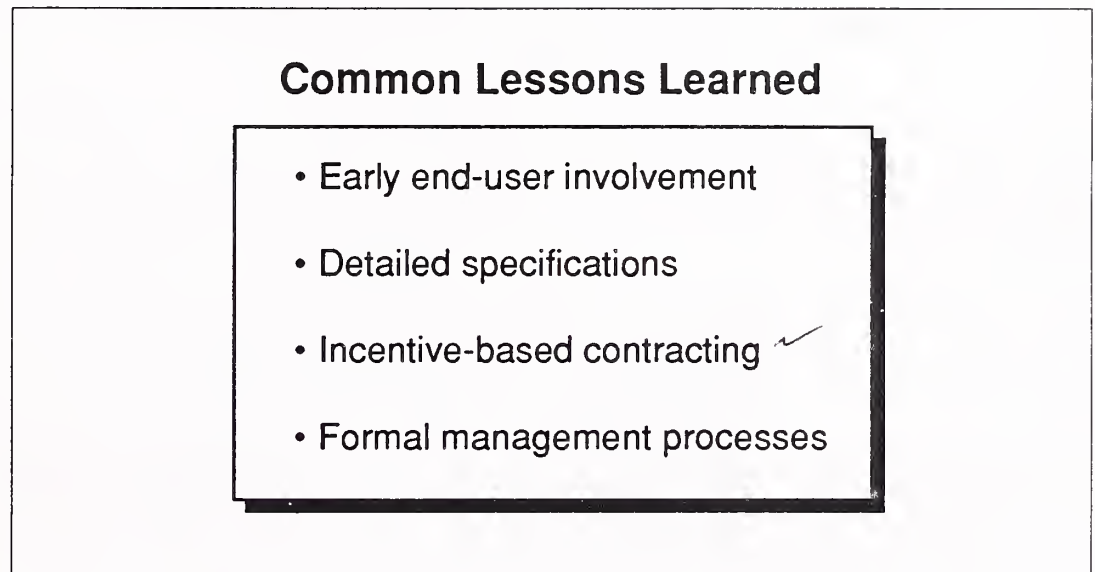 Common Lessons Learned
• Early end-user involvement
• Detailed specifications
• Incentive-based contracting
• Formal management processes